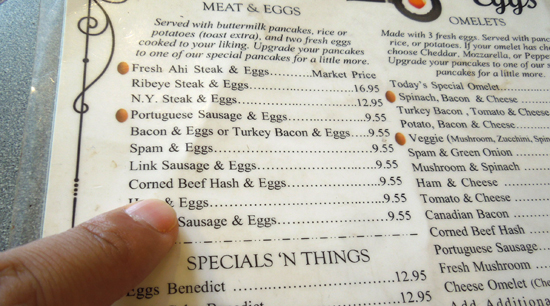 MEAT & EGGS
Served with buttermilk pancakes, rice or
potatoes (toast extra), and two fresh eggs
cooked to your liking. Upgrade your pancakes
to one of our special pancakes for a little more.
Fresh Ahi Steak & Eggs..............Market Price
Ribeye Steak & Eggs..........................16.95
N.Y. Steak & Eggs..............................12.95
Portuguese Sausage & Eggs...............9.55
Bacon & Eggs or Turkey Bacon & Eggs....9.55
Spam & Eggs......................................9.55
Link Sausage & Eggs..........................9.55
Corned Beef Hash & Eggs....................9.55
& Eggs.........................................9.55
Sausage & Eggs...........................9.55
SPECIALS 'N THINGS
Eggs Benedict ................................12.95
12.95
Eggs
OMELETS
Made with 3 fresh eggs. Served with
rice, or potatoes. If your omelet has
choose Cheddar, Mozzarella, or
Upgrade your pancakes to one of our
pancakes for a little more.
Today's Special Omelet
Spinach, Bacon & Cheese
Turkey Bacon, Tomato & Cheese
Potato, Bacon & Cheese
Veggie (Mushroom, Zucchini,
Spam & Green Onion
Mushroom & Spinach
Ham & Cheese
Tomato & Cheese
Canadian Bacon
Corned Beef Hash
Portuguese Sausage
Fresh Mushroom
Cheese Omelet
Add Additional